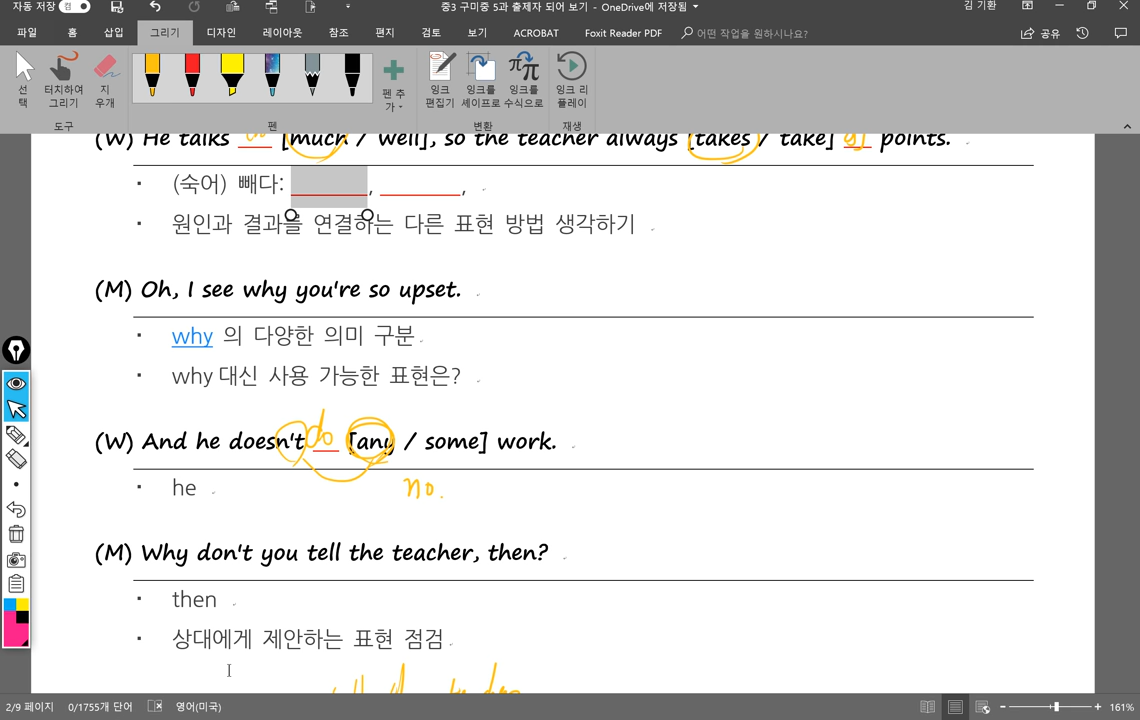 자동 저장 켬 중3 구미중 5과 출제자 되어 보기 - OneDrive에 저장됨 김 기환
파일 홈 삽입 그리기 디자인 레이아웃 참조 편지 검토 보기 ACROBAT Foxit Reader PDF 어떤 작업을 원하시나요? 공유
선택 터치하여 그리기 지우개 펜 추가 잉크 편집기 잉크를 셰이프로 잉크를 수식으로 잉크 리플레이
도구 펜 변환 재생
(W) He talks ___ [much / well], so the teacher always [takes / take] ___ points.
· (숙어) 빼다: ______, ______,
· 원인과 결과를 연결하는 다른 표현 방법 생각하기
(M) Oh, I see why you're so upset.
· why 의 다양한 의미 구분
· why 대신 사용 가능한 표현은?
(W) And he doesn't do [any / some] work.
· he no.
(M) Why don't you tell the teacher, then?
· then
· 상대에게 제안하는 표현 점검
2/9 페이지 0/1755개 단어 영어(미국) 161%